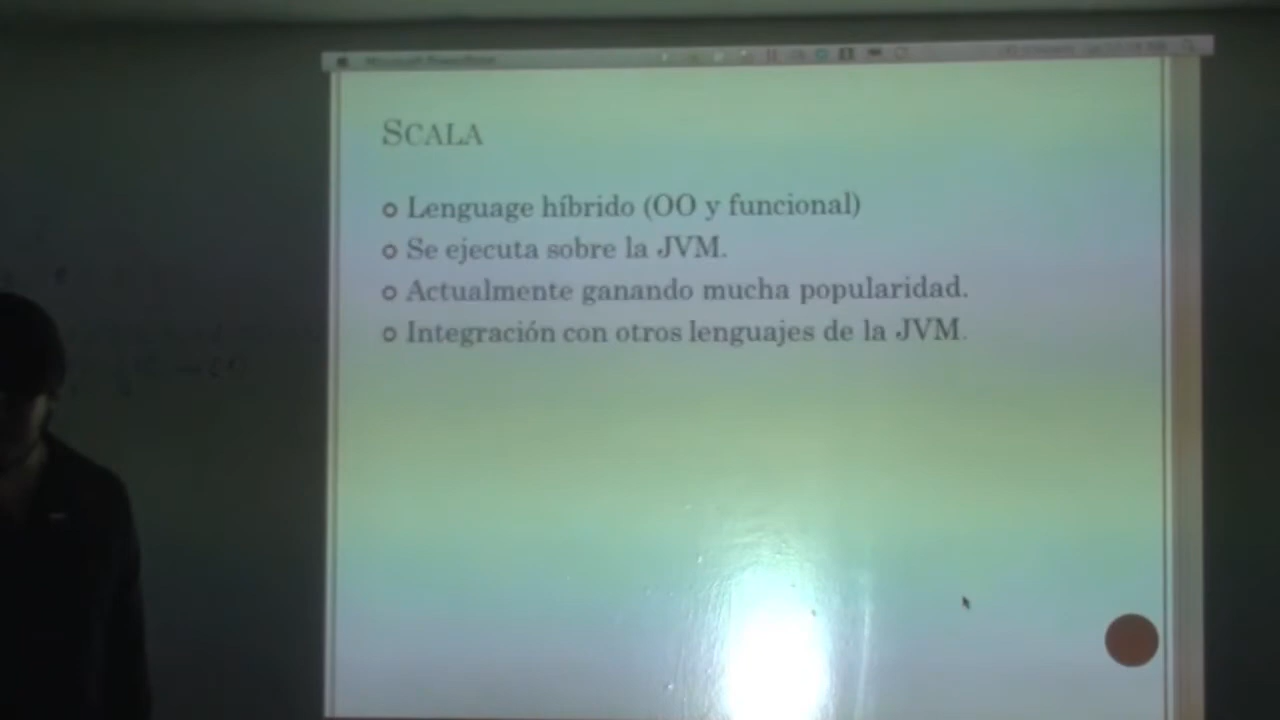 SCALA
Lenguage híbrido (OO y funcional)
Se ejecuta sobre la JVM.
Actualmente ganando mucha popularidad.
Integración con otros lenguajes de la JVM.